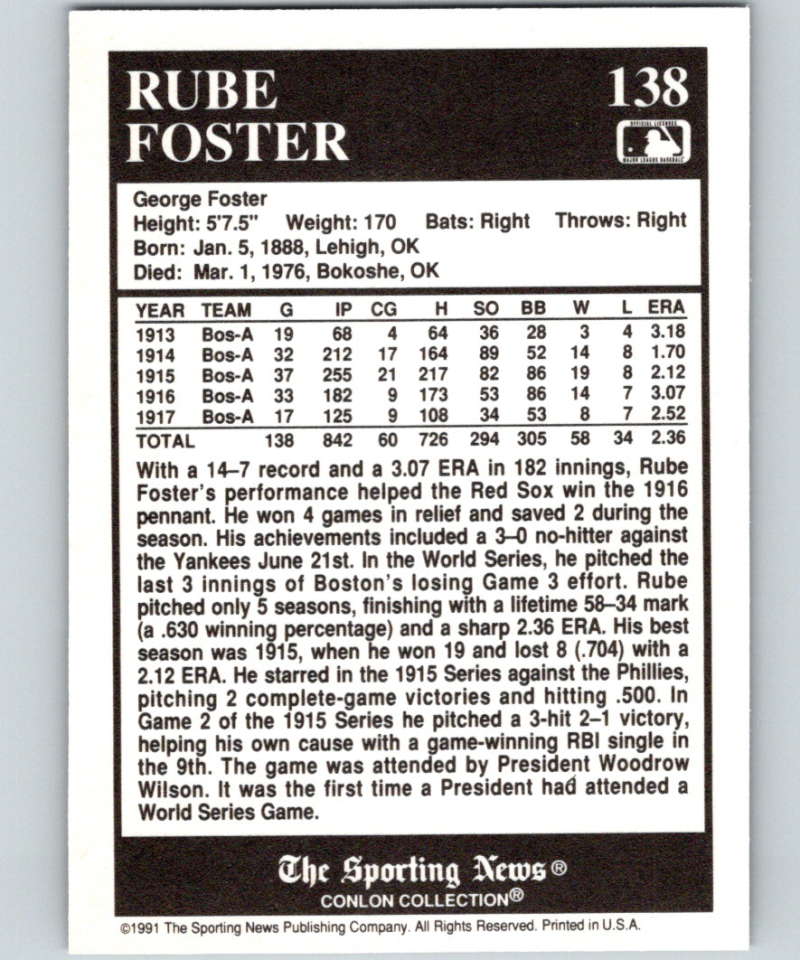 RUBE 138
FOSTER
OFFICIAL LICENSEE
MAJOR LEAGUE BASEBALL
George Foster
Height: 5'7.5" Weight: 170 Bats: Right Throws: Right
Born: Jan. 5, 1888, Lehigh, OK
Died: Mar. 1, 1976, Bokoshe, OK
YEAR TEAM G IP CG H SO BB W L ERA
1913 Bos-A 19 68 4 64 36 28 3 4 3.18
1914 Bos-A 32 212 17 164 89 52 14 8 1.70
1915 Bos-A 37 255 21 217 82 86 19 8 2.12
1916 Bos-A 33 182 9 173 53 86 14 7 3.07
1917 Bos-A 17 125 9 108 34 53 8 7 2.52
TOTAL 138 842 60 726 294 305 58 34 2.36
With a 14–7 record and a 3.07 ERA in 182 innings, Rube
Foster's performance helped the Red Sox win the 1916
pennant. He won 4 games in relief and saved 2 during the
season. His achievements included a 3–0 no-hitter against
the Yankees June 21st. In the World Series, he pitched the
last 3 innings of Boston's losing Game 3 effort. Rube
pitched only 5 seasons, finishing with a lifetime 58–34 mark
(a .630 winning percentage) and a sharp 2.36 ERA. His best
season was 1915, when he won 19 and lost 8 (.704) with a
2.12 ERA. He starred in the 1915 Series against the Phillies,
pitching 2 complete-game victories and hitting .500. In
Game 2 of the 1915 Series he pitched a 3-hit 2–1 victory,
helping his own cause with a game-winning RBI single in
the 9th. The game was attended by President Woodrow
Wilson. It was the first time a President had attended a
World Series Game.
The Sporting News®
CONLON COLLECTION®
©1991 The Sporting News Publishing Company. All Rights Reserved. Printed in U.S.A.